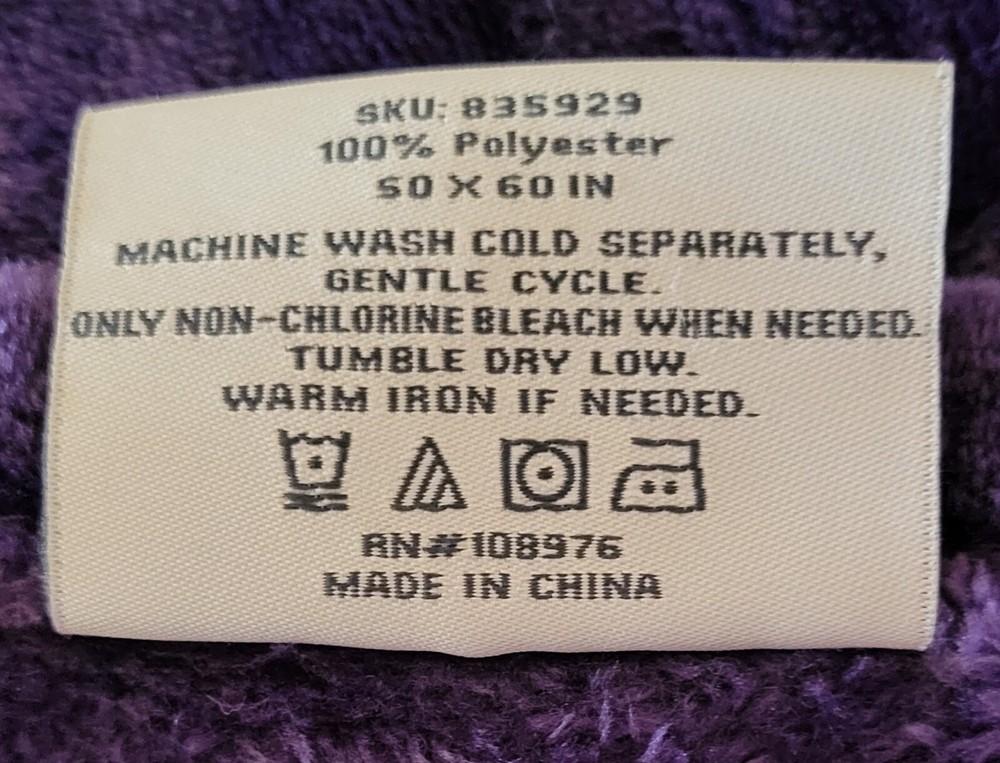 SKU: 835929
100% Polyester
50 X 60 IN
MACHINE WASH COLD SEPARATELY,
GENTLE CYCLE.
ONLY NON-CHLORINE BLEACH WHEN NEEDED.
TUMBLE DRY LOW.
WARM IRON IF NEEDED.
RN#108976
MADE IN CHINA